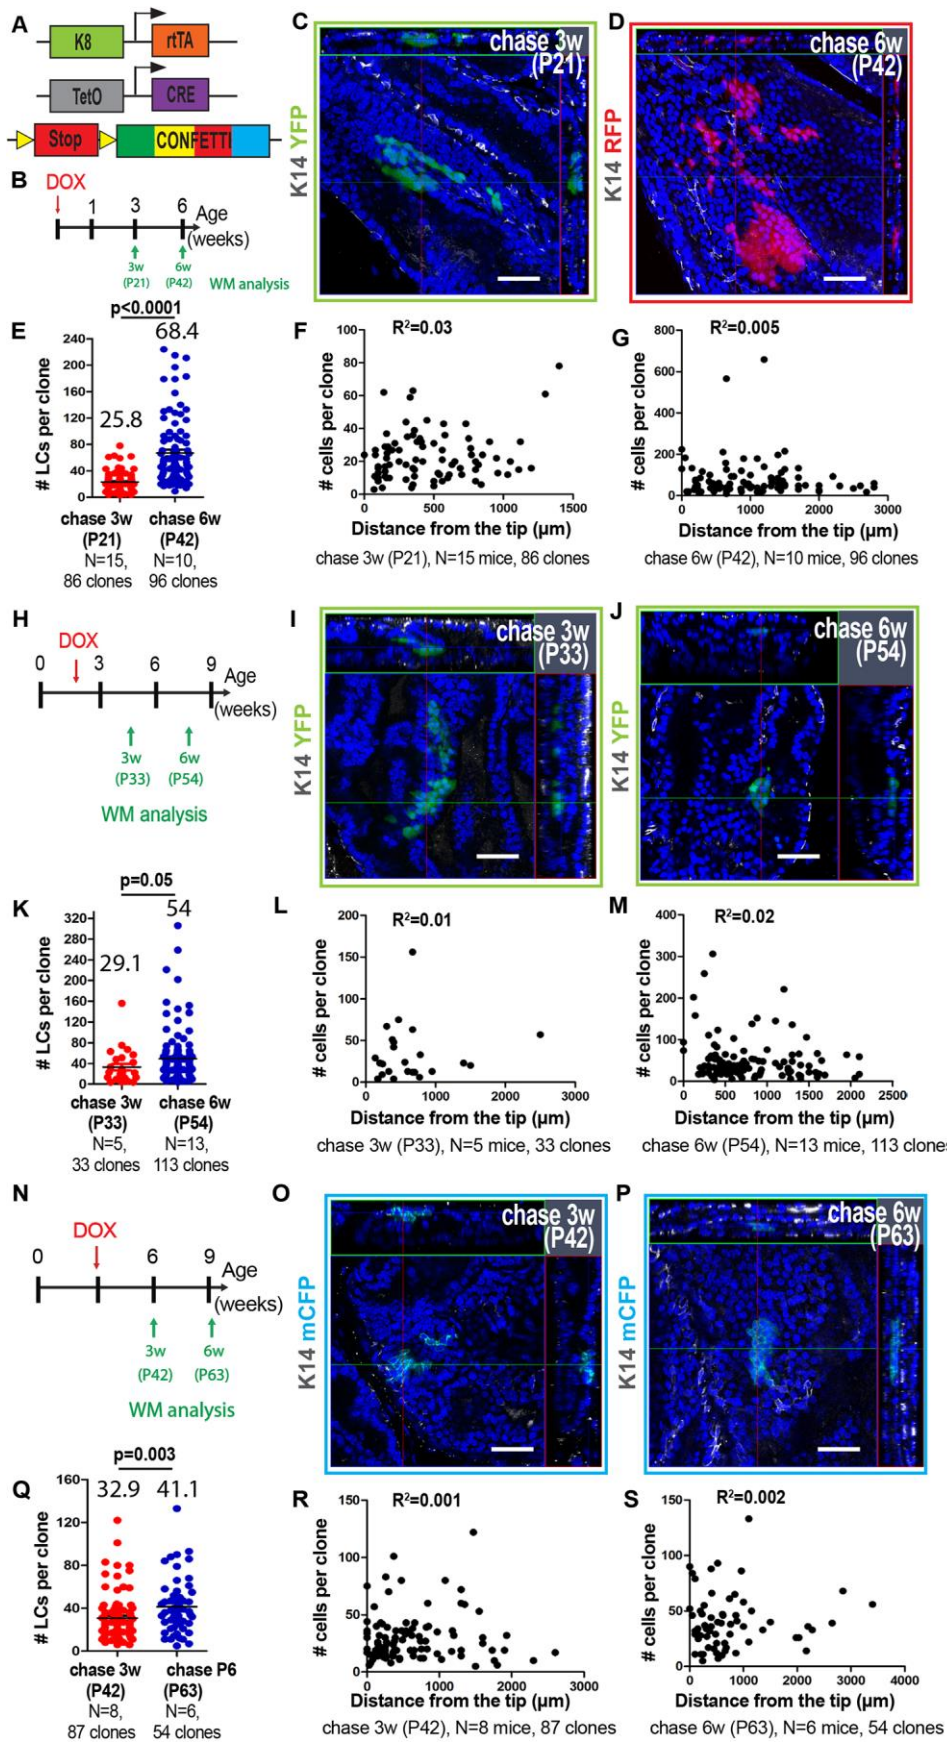 A
K8
rtTA
TetO
CRE
Stop
CONFETTI
B
DOX
1
3
6
Age
(weeks)
3w
(P21)
6w
(P42)
WM analysis
C
K14 YFP
chase 3w
(P21)
D
K14 RFP
chase 6w
(P42)
E
p<0.0001
25.8
68.4
# LCs per clone
240
200
160
120
80
40
0
chase 3w
(P21)
N=15,
86 clones
chase 6w
(P42)
N=10,
96 clones
F
R²=0.03
# cells per clone
100
80
60
40
20
0
0 500 1000 1500
Distance from the tip (µm)
chase 3w (P21), N=15 mice, 86 clones
G
R²=0.005
# cells per clone
800
600
400
200
0
0 1000 2000 3000
Distance from the tip (µm)
chase 6w (P42), N=10 mice, 96 clones
H
DOX
0 3 6 9
Age
(weeks)
3w
(P33)
6w
(P54)
WM analysis
I
K14 YFP
chase 3w
(P33)
J
K14 YFP
chase 6w
(P54)
K
p=0.05
29.1
54
# LCs per clone
320
280
240
200
160
120
80
40
0
chase 3w
(P33)
N=5,
33 clones
chase 6w
(P54)
N=13,
113 clones
L
R²=0.01
# cells per clone
200
150
100
50
0
0 1000 2000 3000
Distance from the tip (µm)
chase 3w (P33), N=5 mice, 33 clones
M
R²=0.02
# cells per clone
400
300
200
100
0
0 500 1000 1500 2000 2500
Distance from the tip (µm)
chase 6w (P54), N=13 mice, 113 clones
N
DOX
0 6 9
Age
(weeks)
3w
(P42)
6w
(P63)
WM analysis
O
K14 mCFP
chase 3w
(P42)
P
K14 mCFP
chase 6w
(P63)
Q
p=0.003
32.9
41.1
# LCs per clone
160
120
80
40
0
chase 3w
(P42)
N=8,
87 clones
chase P6
(P63)
N=6,
54 clones
R
R²=0.001
# cells per clone
150
100
50
0
0 1000 2000 3000
Distance from the tip (µm)
chase 3w (P42), N=8 mice, 87 clones
S
R²=0.002
# cells per clone
150
100
50
0
0 1000 2000 3000 4000
Distance from the tip (µm)
chase 6w (P63), N=6 mice, 54 clones